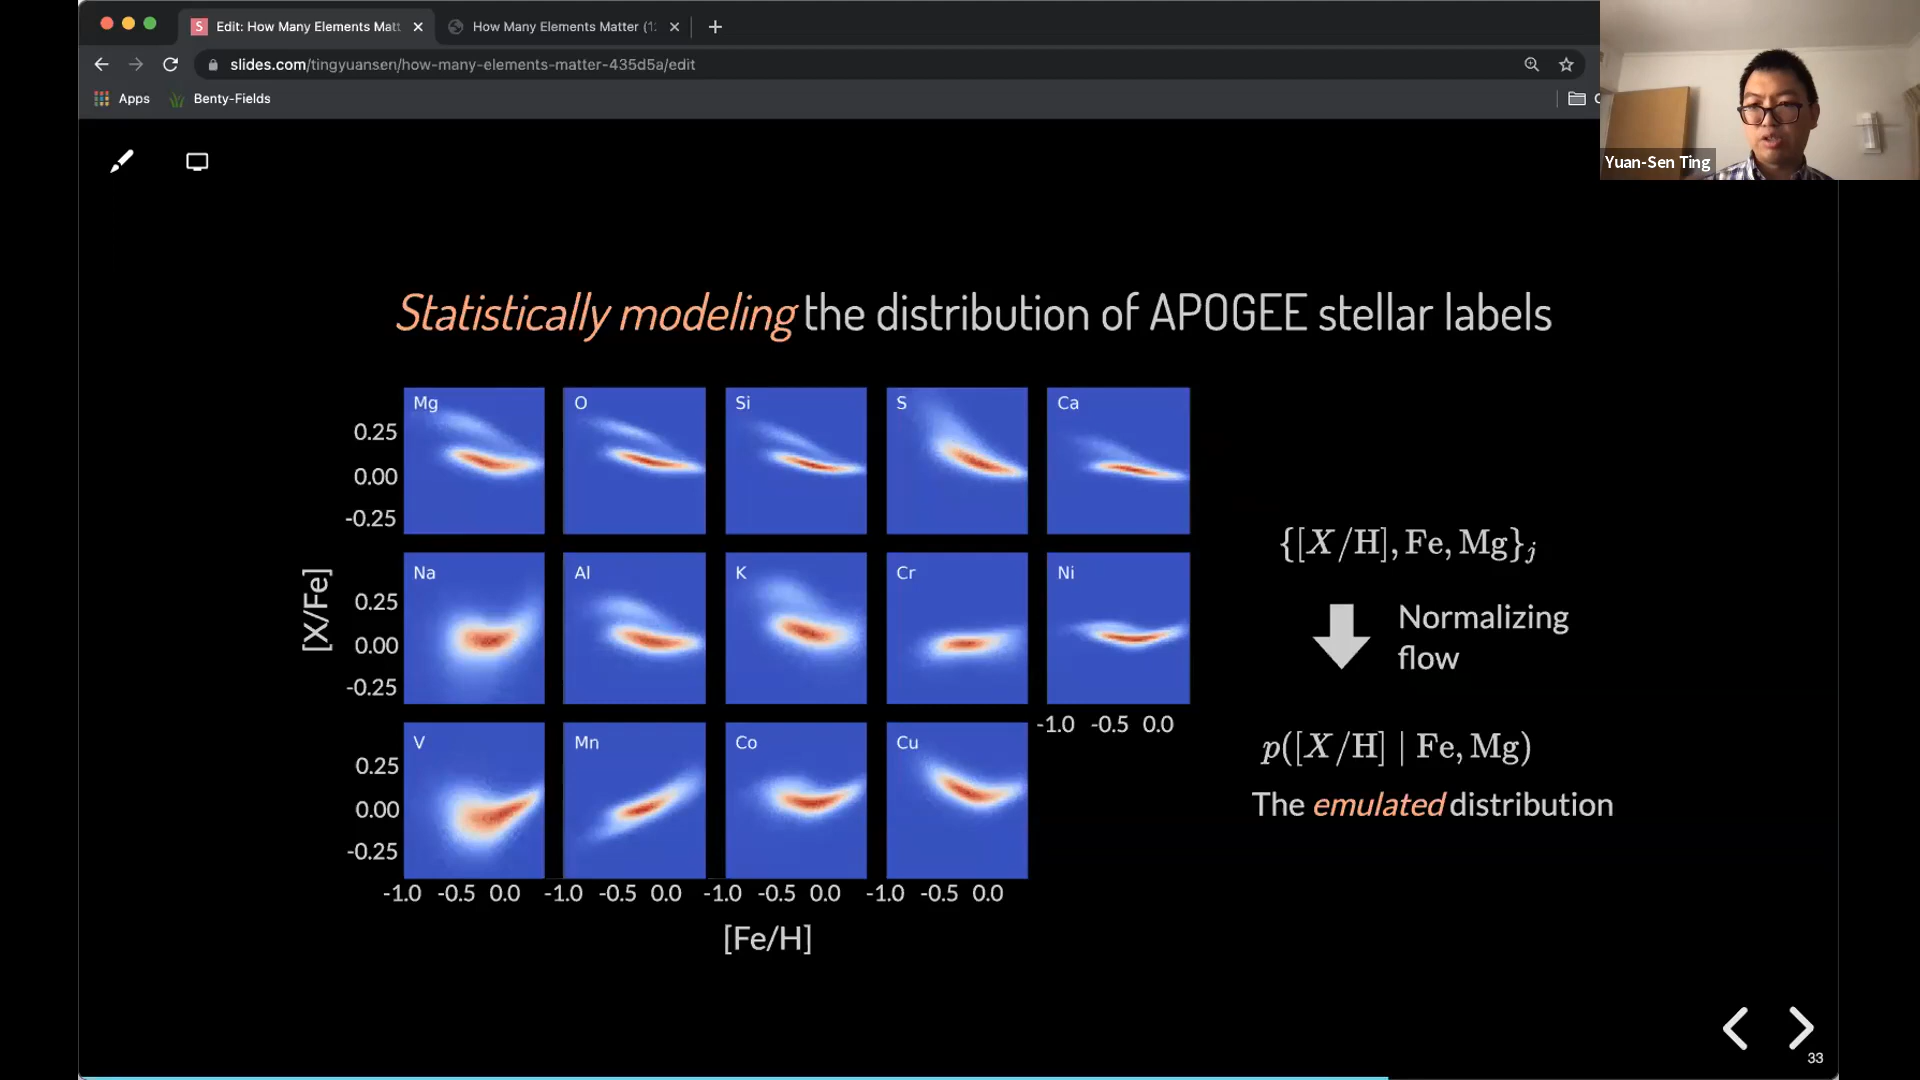 Edit: How Many Elements Matt
How Many Elements Matter (1
slides.com/tingyuansen/how-many-elements-matter-435d5a/edit
Apps
Benty-Fields
Yuan-Sen Ting
Statistically modeling the distribution of APOGEE stellar labels
Mg O Si S Ca
0.25
0.00
-0.25
Na Al K Cr Ni
0.25
0.00
-0.25
-1.0 -0.5 0.0
V Mn Co Cu
0.25
0.00
-0.25
-1.0 -0.5 0.0 -1.0 -0.5 0.0 -1.0 -0.5 0.0 -1.0 -0.5 0.0
[X/Fe]
[Fe/H]
{[X/H], Fe, Mg}j
Normalizing
flow
p([X/H] | Fe, Mg)
The emulated distribution
33